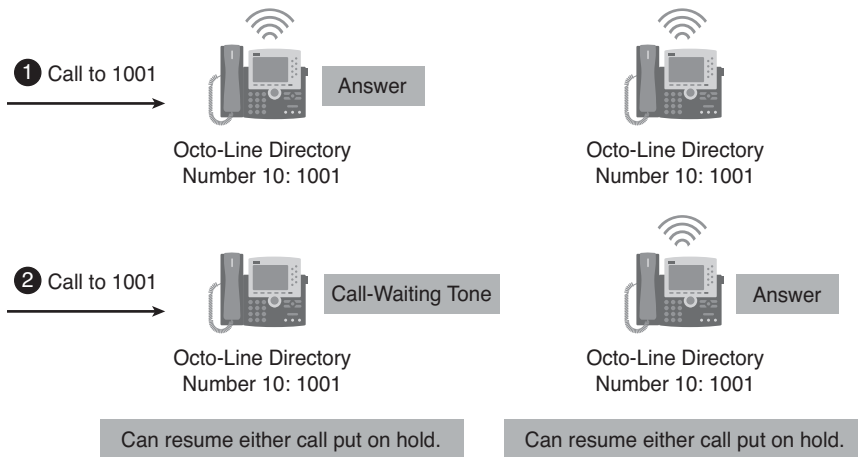 1 Call to 1001
Answer
Octo-Line Directory
Number 10: 1001
Octo-Line Directory
Number 10: 1001
2 Call to 1001
Call-Waiting Tone
Answer
Octo-Line Directory
Number 10: 1001
Octo-Line Directory
Number 10: 1001
Can resume either call put on hold.
Can resume either call put on hold.